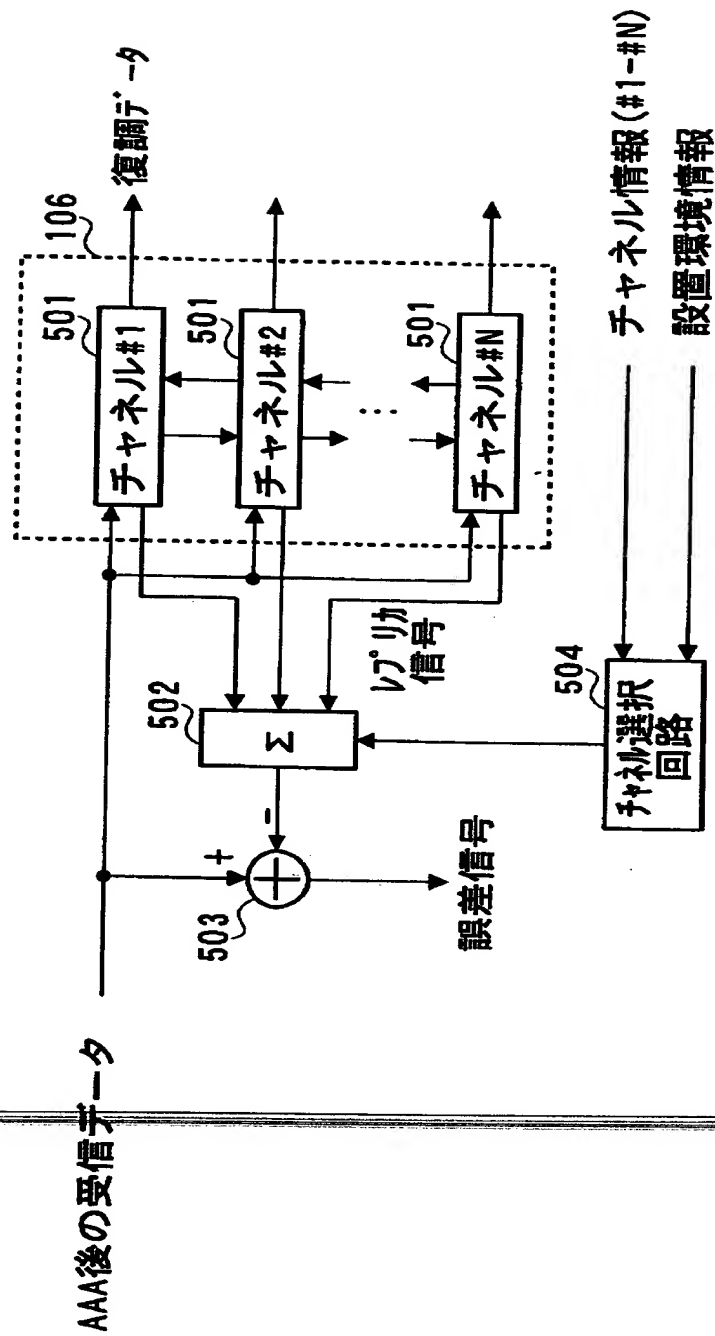 AAA後の受信データ
106
復調データ
501
チャネル#1
501
チャネル#2
…
501
チャネル#N
レプリカ
信号
502
Σ
-
+
503
誤差信号
504
チャネル選択
回路
チャネル情報(#1-#N)
設置環境情報